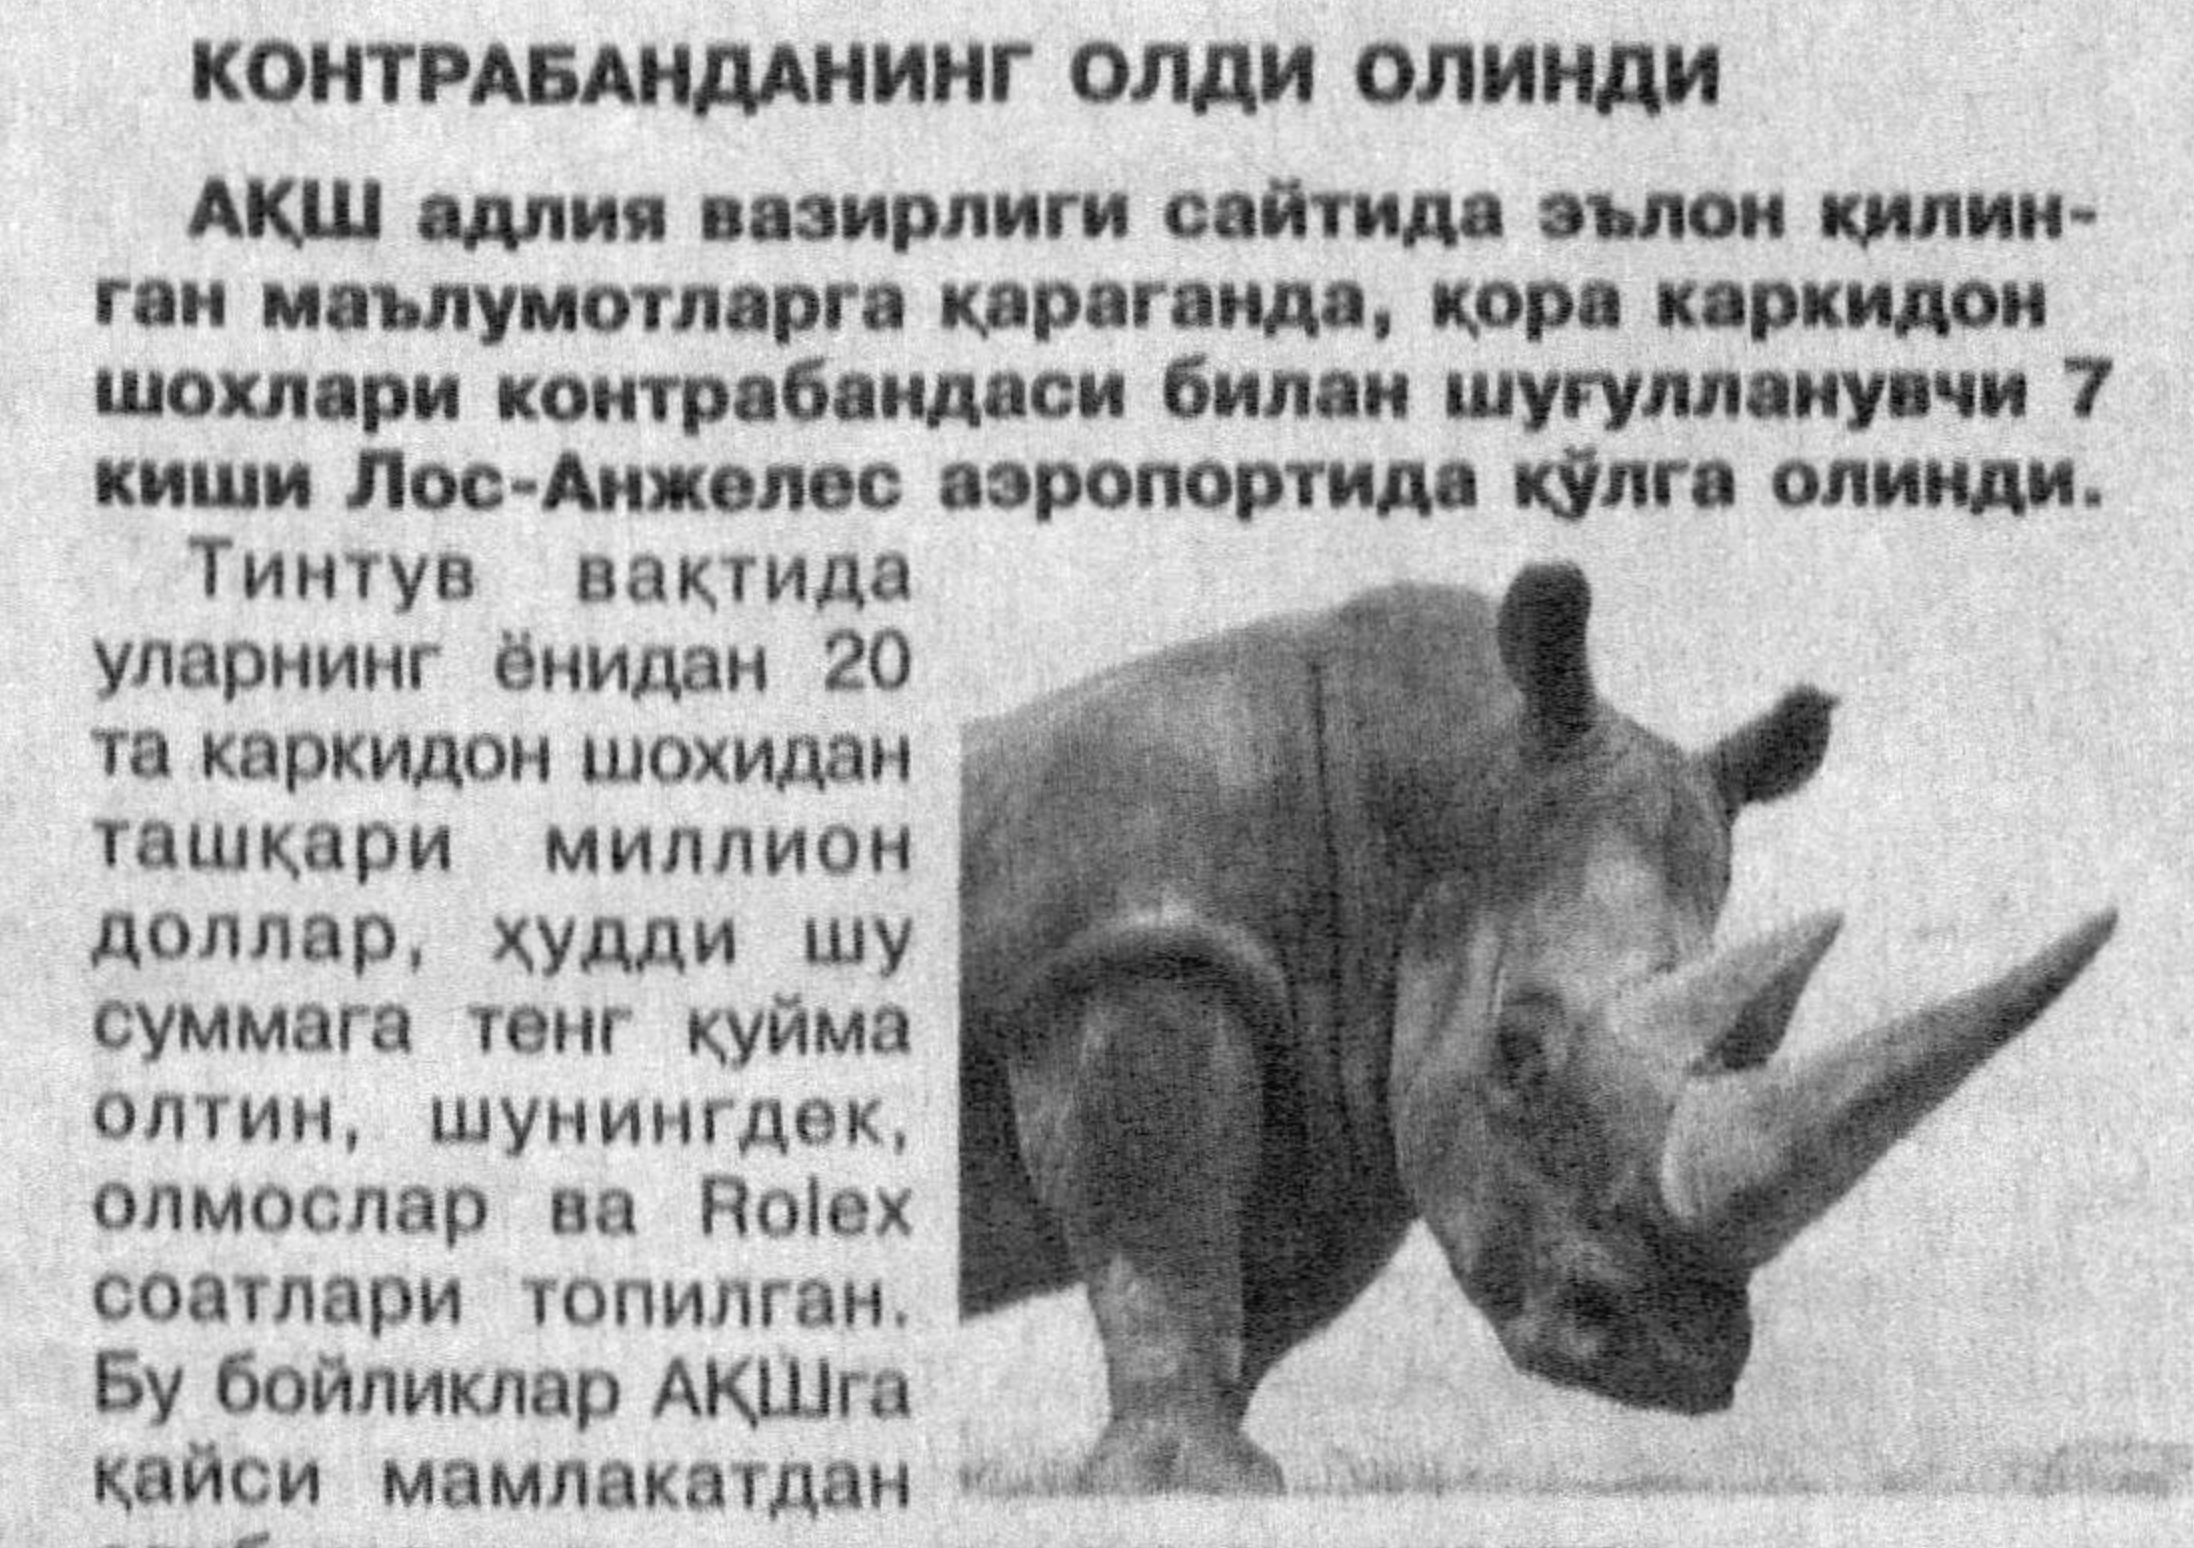 КОНТРАБАНДАНИНГ ОЛДИ ОЛИНДИ
АҚШ адлия вазирлиги сайтида эълон қилин-
ган маълумотларга қараганда, қора каркидон
шохлари контрабандаси билан шуғулланувчи 7
киши Лос-Анжелес аэропортида қўлга олинди.
Тинтув вақтида
уларнинг ёнидан 20
та каркидон шохидан
ташқари миллион
доллар, ҳудди шу
суммага тенг қуйма
олтин, шунингдек,
олмослар ва Rolex
соатлари топилган.
Бу бойликлар АҚШга
қайси мамлакатдан